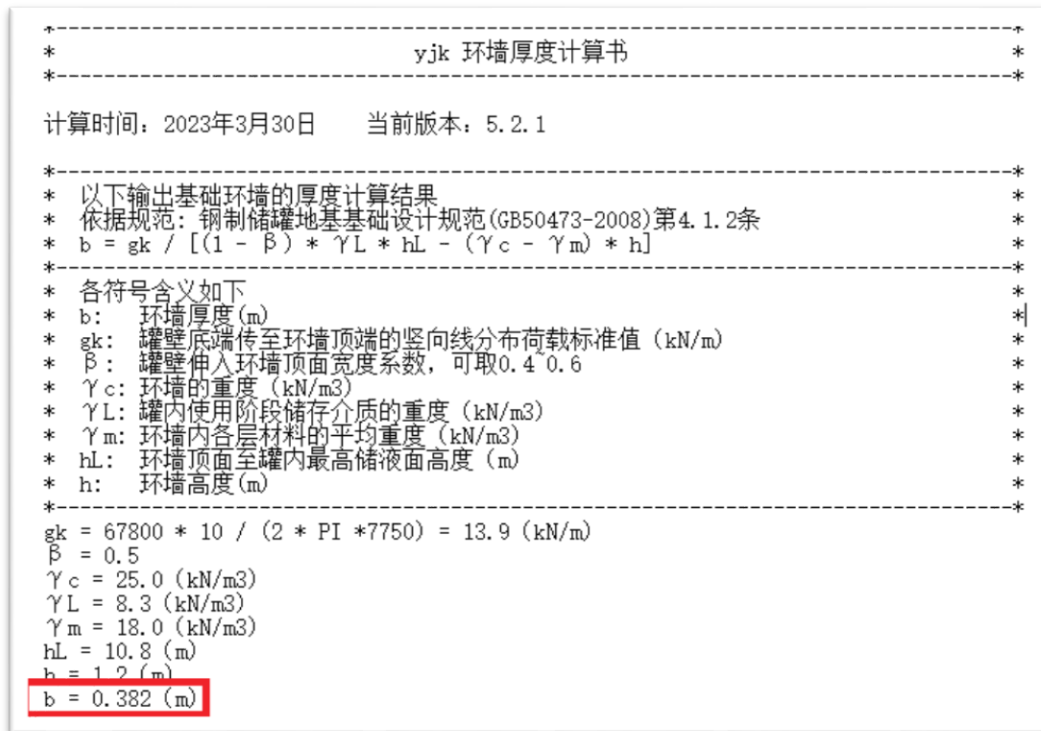 *------------------------------------------------------------------------------*
* yjk 环墙厚度计算书 *
*------------------------------------------------------------------------------*
计算时间：2023年3月30日 当前版本：5.2.1
*------------------------------------------------------------------------------*
* 以下输出基础环墙的厚度计算结果 *
* 依据规范：钢制储罐地基基础设计规范(GB50473-2008)第4.1.2条 *
* b = gk / [(1 - β) * γL * hL - (γc - γm) * h] *
*------------------------------------------------------------------------------*
* 各符号含义如下 *
* b: 环墙厚度(m) *
* gk: 罐壁底端传至环墙顶端的竖向线分布荷载标准值 (kN/m) *
* β: 罐壁伸入环墙顶面宽度系数，可取0.4~0.6 *
* γc: 环墙的重度 (kN/m3) *
* γL: 罐内使用阶段储存介质的重度 (kN/m3) *
* γm: 环墙内各层材料的平均重度 (kN/m3) *
* hL: 环墙顶面至罐内最高储液面高度 (m) *
* h: 环墙高度(m) *
*------------------------------------------------------------------------------*
gk = 67800 * 10 / (2 * PI *7750) = 13.9 (kN/m)
β = 0.5
γc = 25.0 (kN/m3)
γL = 8.3 (kN/m3)
γm = 18.0 (kN/m3)
hL = 10.8 (m)
h = 1.2 (m)
b = 0.382 (m)